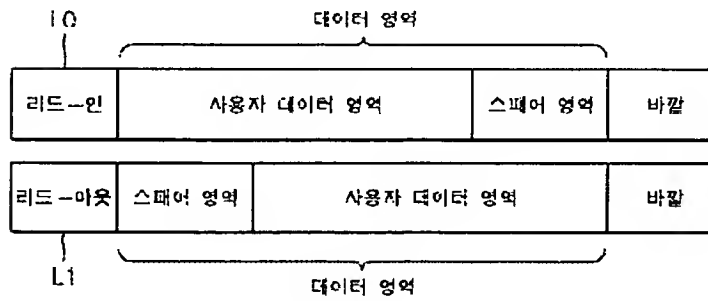 L0
데이터 영역
리드-인
사용자 데이터 영역
스페어 영역
바깥
리드-아웃
스페어 영역
사용자 데이터 영역
바깥
L1
데이터 영역